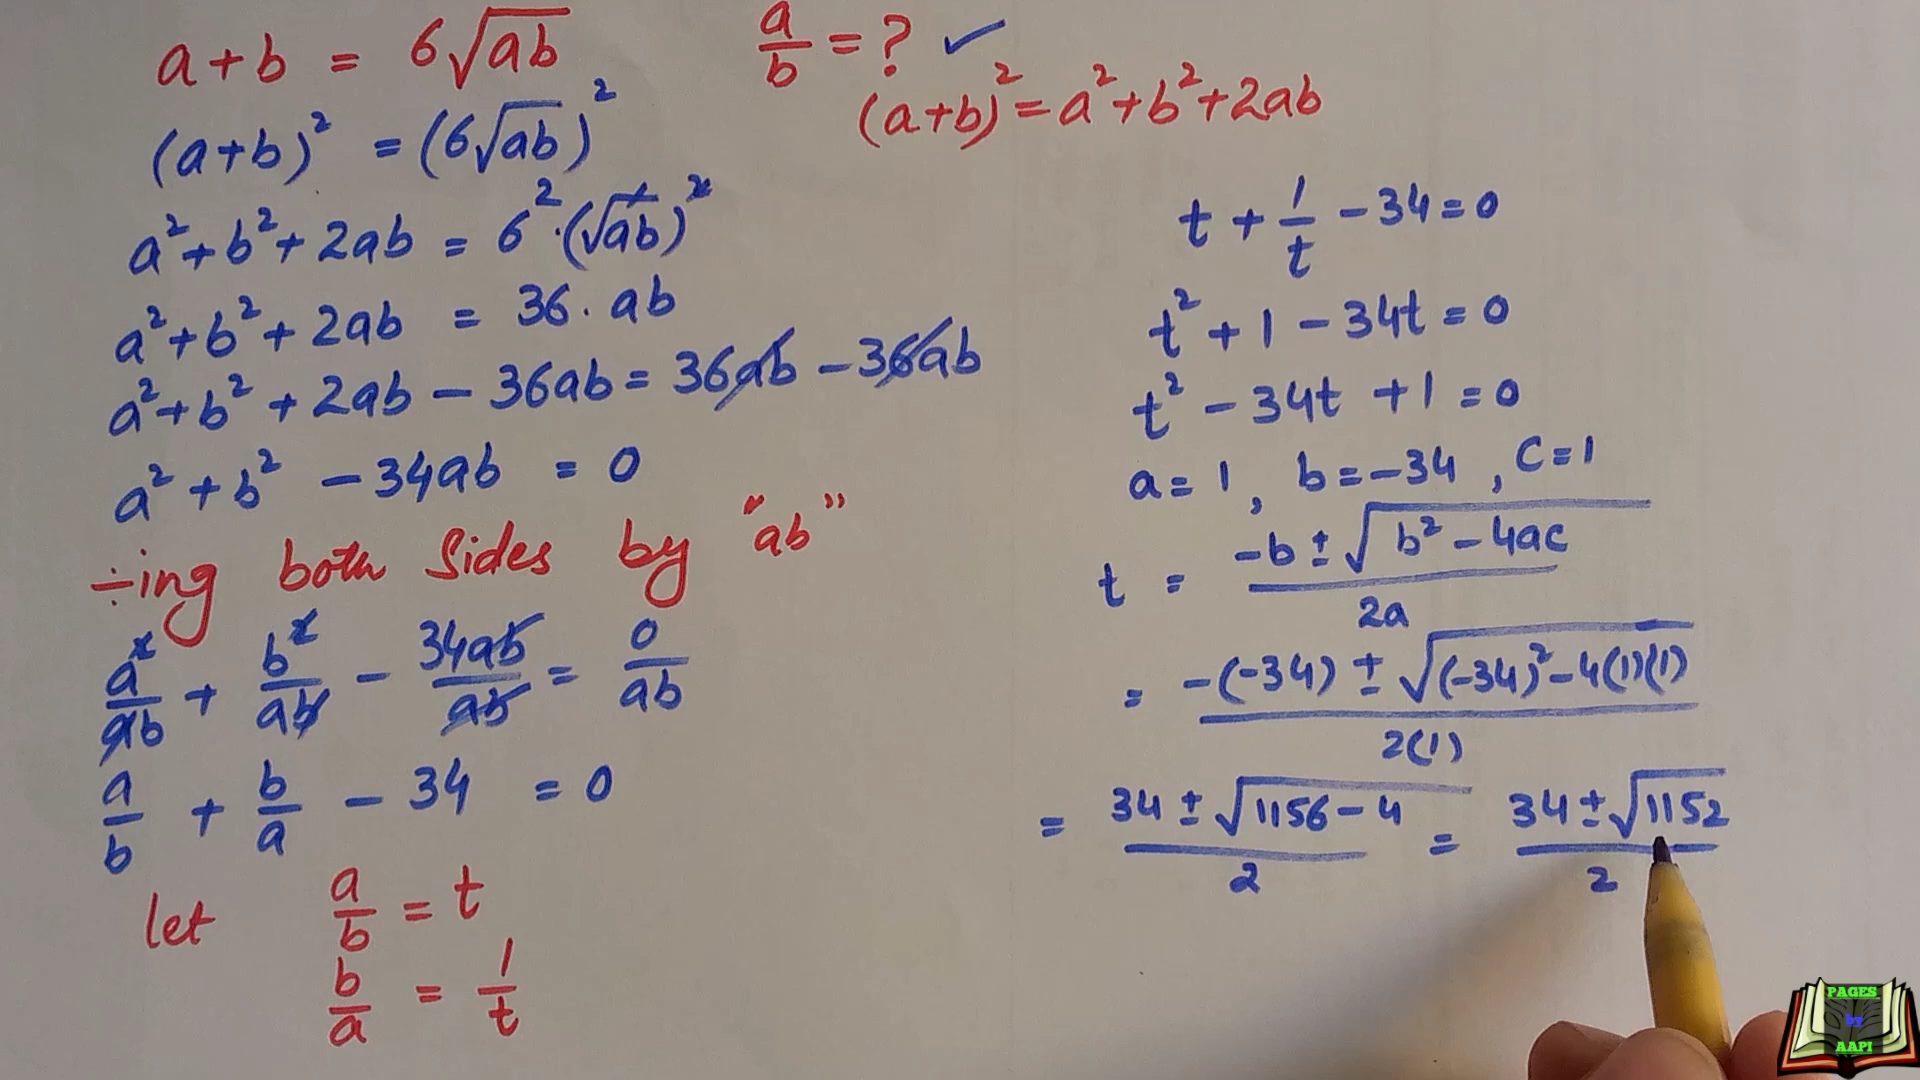 a+b = 6√ab
a/b = ? ✓
(a+b)² = a²+b²+2ab
(a+b)² = (6√ab)²
a²+b²+2ab = 6²·(√ab)²
a²+b²+2ab = 36·ab
a²+b²+2ab − 36ab = 36ab − 36ab
a²+b² − 34ab = 0
÷ing both sides by "ab"
a²/ab + b²/ab − 34ab/ab = 0/ab
a/b + b/a − 34 = 0
let a/b = t
b/a = 1/t
t + 1/t − 34 = 0
t² + 1 − 34t = 0
t² − 34t + 1 = 0
a = 1, b = −34, C = 1
t = (−b ± √(b² − 4ac))/2a
= (−(−34) ± √((−34)² − 4(1)(1)))/2(1)
= (34 ± √(1156 − 4))/2 = (34 ± √1152)/2
PAGES
by
AAPI